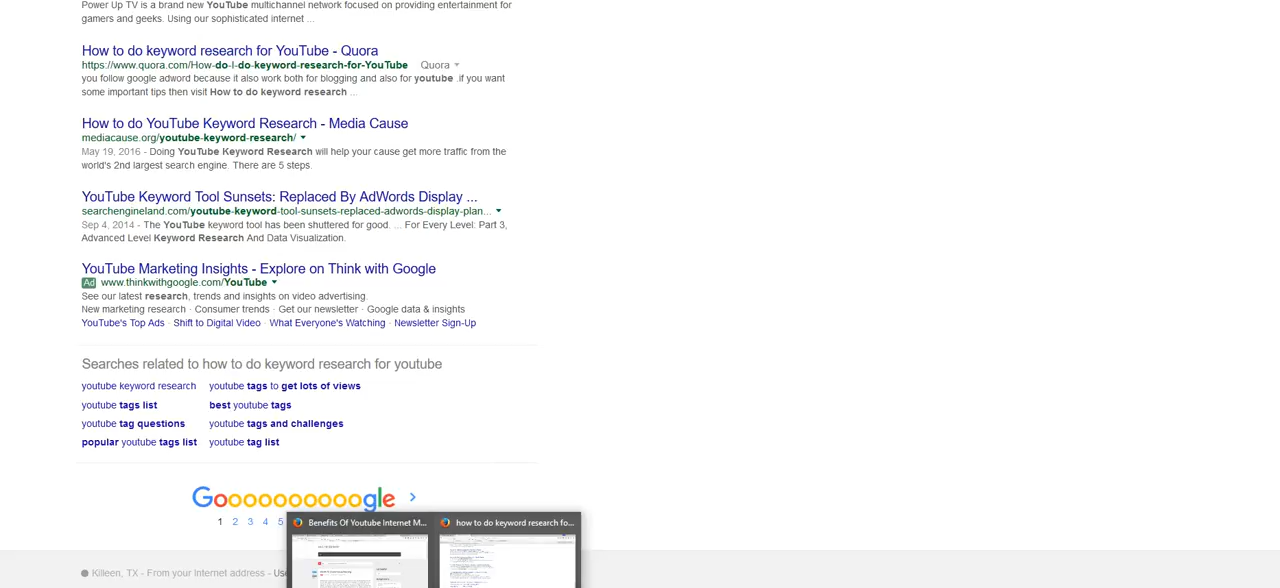 Power Up TV is a brand new YouTube multichannel network focused on providing entertainment for
gamers and geeks. Using our sophisticated internet ...
How to do keyword research for YouTube - Quora
https://www.quora.com/How-do-I-do-keyword-research-for-YouTube Quora
you follow google adword because it also work both for blogging and also for youtube .if you want
some important tips then visit How to do keyword research ...
How to do YouTube Keyword Research - Media Cause
mediacause.org/youtube-keyword-research/
May 19, 2016 - Doing YouTube Keyword Research will help your cause get more traffic from the
world's 2nd largest search engine. There are 5 steps.
YouTube Keyword Tool Sunsets: Replaced By AdWords Display ...
searchengineland.com/youtube-keyword-tool-sunsets-replaced-adwords-display-plan...
Sep 4, 2014 - The YouTube keyword tool has been shuttered for good. ... For Every Level: Part 3,
Advanced Level Keyword Research And Data Visualization.
YouTube Marketing Insights - Explore on Think with Google
Ad www.thinkwithgoogle.com/YouTube
See our latest research, trends and insights on video advertising.
New marketing research · Consumer trends · Get our newsletter · Google data & insights
YouTube's Top Ads · Shift to Digital Video · What Everyone's Watching · Newsletter Sign-Up
Searches related to how to do keyword research for youtube
youtube keyword research youtube tags to get lots of views
youtube tags list best youtube tags
youtube tag questions youtube tags and challenges
popular youtube tags list youtube tag list
Goooooooooogle >
1 2 3 4 5
Benefits Of Youtube Internet M... how to do keyword research fo...
Killeen, TX - From your Internet address -